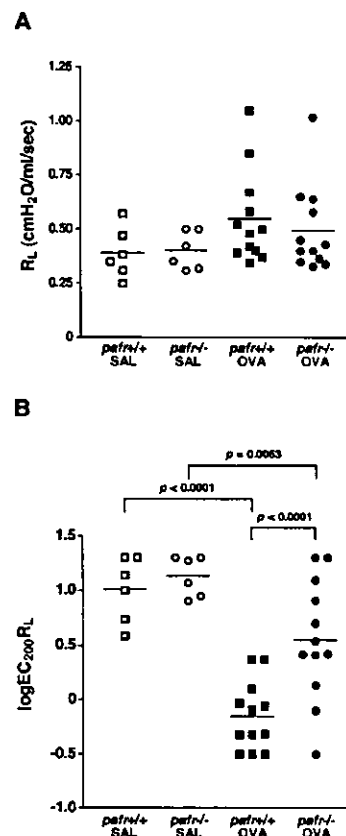 A
R_L (cmH₂O/ml/sec)
1.25
1.00
0.75
0.50
0.25
0
pafr+/+ pafr-/- pafr+/+ pafr-/-
SAL SAL OVA OVA
B
p = 0.0063
p < 0.0001
p < 0.0001
logEC₂₀₀R_L
1.5
1.0
0.5
0
-0.5
-1.0
pafr+/+ pafr-/- pafr+/+ pafr-/-
SAL SAL OVA OVA